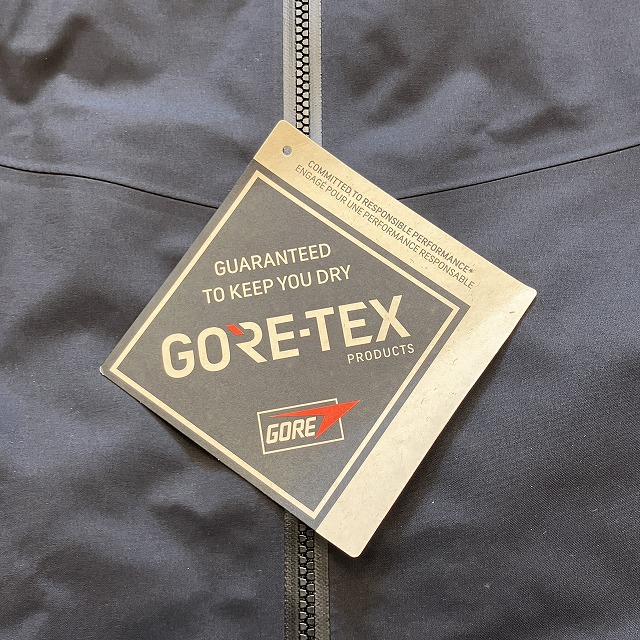 COMMITTED TO RESPONSIBLE PERFORMANCE*
ENGAGÉ POUR UNE PERFORMANCE RESPONSABLE
GUARANTEED
TO KEEP YOU DRY
GORE-TEX
PRODUCTS
GORE